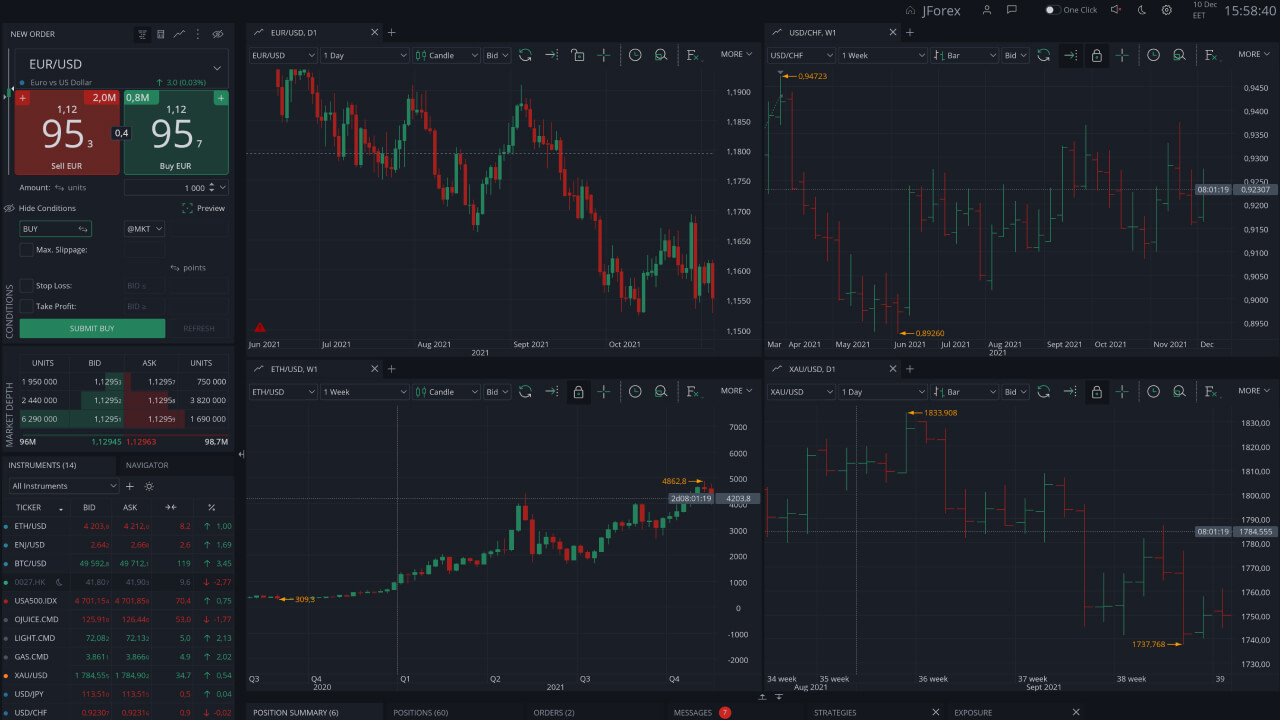 JForex
One Click
10 Dec
EET
15:58:40
NEW ORDER
EUR/USD
Euro vs US Dollar
3.0 (0.03%)
2,0M
0,8M
1,12
95 3
Sell EUR
0,4
1,12
95 7
Buy EUR
Amount: units
1 000
Hide Conditions
Preview
BUY
@MKT
Max. Slippage:
points
Stop Loss:
BID ≤
Take Profit:
BID ≥
SUBMIT BUY
REFRESH
CONDITIONS
UNITS BID ASK UNITS
1 950 000 1,1295₃ 1,1295₇ 750 000
2 440 000 1,1295₂ 1,1295₈ 3 820 000
6 290 000 1,1295₁ 1,1295₉ 1 690 000
96M 1,12945 1,12963 98,7M
MARKET DEPTH
INSTRUMENTS (14) NAVIGATOR
All Instruments
TICKER BID ASK %
ETH/USD 4 203,₈ 4 212,₀ 8,2 1,00
ENJ/USD 2,64₂ 2,66₈ 2,6 1,69
BTC/USD 49 592,₈ 49 712,₁ 119 3,45
0027.HK 41,80₇ 41,90₃ 9,6 -2,77
USA500.IDX 4 701,15₄ 4 701,85₈ 70,4 0,75
OJUICE.CMD 125,91₀ 126,44₀ 53,0 -1,77
LIGHT.CMD 72,08₂ 72,13₂ 5,0 2,13
GAS.CMD 3,861₁ 3,866₀ 4,9 2,02
XAU/USD 1 784,55₅ 1 784,90₂ 34,7 0,54
USD/JPY 113,51₀ 113,51₅ 0,5 0,04
USD/CHF 0,9230₇ 0,9231₆ 0,9 -0,02
EUR/USD, D1
EUR/USD 1 Day Candle Bid MORE
1,1900
1,1850
1,1800
1,1750
1,1700
1,1650
1,1600
1,1550
1,1500
Jun 2021 Jul 2021 Aug 2021 Sept 2021 Oct 2021
2021
USD/CHF, W1
USD/CHF 1 Week Bar Bid MORE
0,94723
0,9450
0,9400
0,9350
0,9300
0,9250
08:01:19 0,92307
0,9200
0,9150
0,9100
0,9050
0,9000
0,8950
0,89260
Mar Apr 2021 May 2021 Jun 2021 Jul 2021 Aug 2021 Sept 2021 Oct 2021 Nov 2021 Dec
2021
ETH/USD, W1
ETH/USD 1 Week Candle Bid MORE
7000
6000
5000
4862,8
2d08:01:19 4203.8
4000
3000
2000
1000
309,3
0
-1000
-2000
Q3 Q4 Q1 Q2 Q3 Q4
2020 2021
XAU/USD, D1
XAU/USD 1 Day Bar Bid MORE
1833,908
1830,00
1820,00
1810,00
1800,00
1790,00
08:01:19 1784,555
1780,00
1770,00
1760,00
1750,00
1740,00
1737,768
1730,00
34 week 35 week 36 week 37 week 38 week 39
Aug 2021 Sept 2021
POSITION SUMMARY (6) POSITIONS (60) ORDERS (2) MESSAGES 7 STRATEGIES EXPOSURE